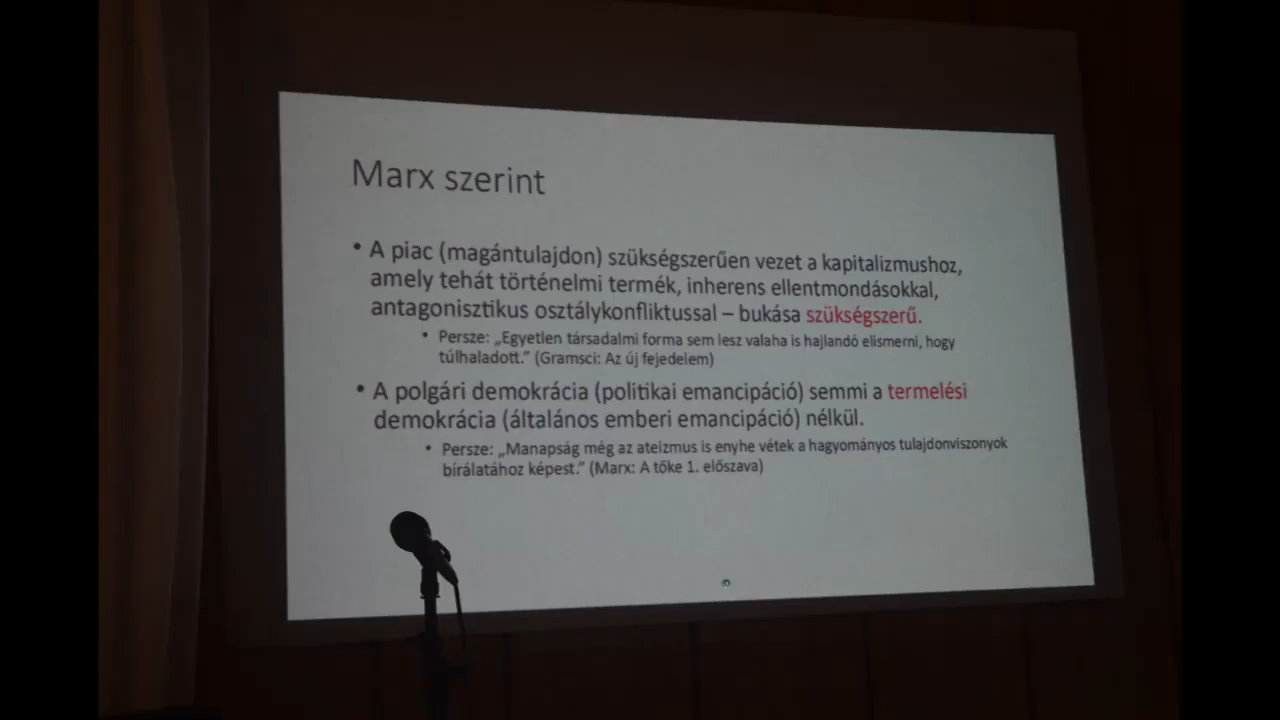 Marx szerint
• A piac (magántulajdon) szükségszerűen vezet a kapitalizmushoz,
amely tehát történelmi termék, inherens ellentmondásokkal,
antagonisztikus osztálykonfliktussal – bukása szükségszerű.
• Persze: „Egyetlen társadalmi forma sem lesz valaha is hajlandó elismerni, hogy
túlhaladott.” (Gramsci: Az új fejedelem)
• A polgári demokrácia (politikai emancipáció) semmi a termelési
demokrácia (általános emberi emancipáció) nélkül.
• Persze: „Manapság még az ateizmus is enyhe vétek a hagyományos tulajdonviszonyok
bírálatához képest.” (Marx: A tőke 1. előszava)